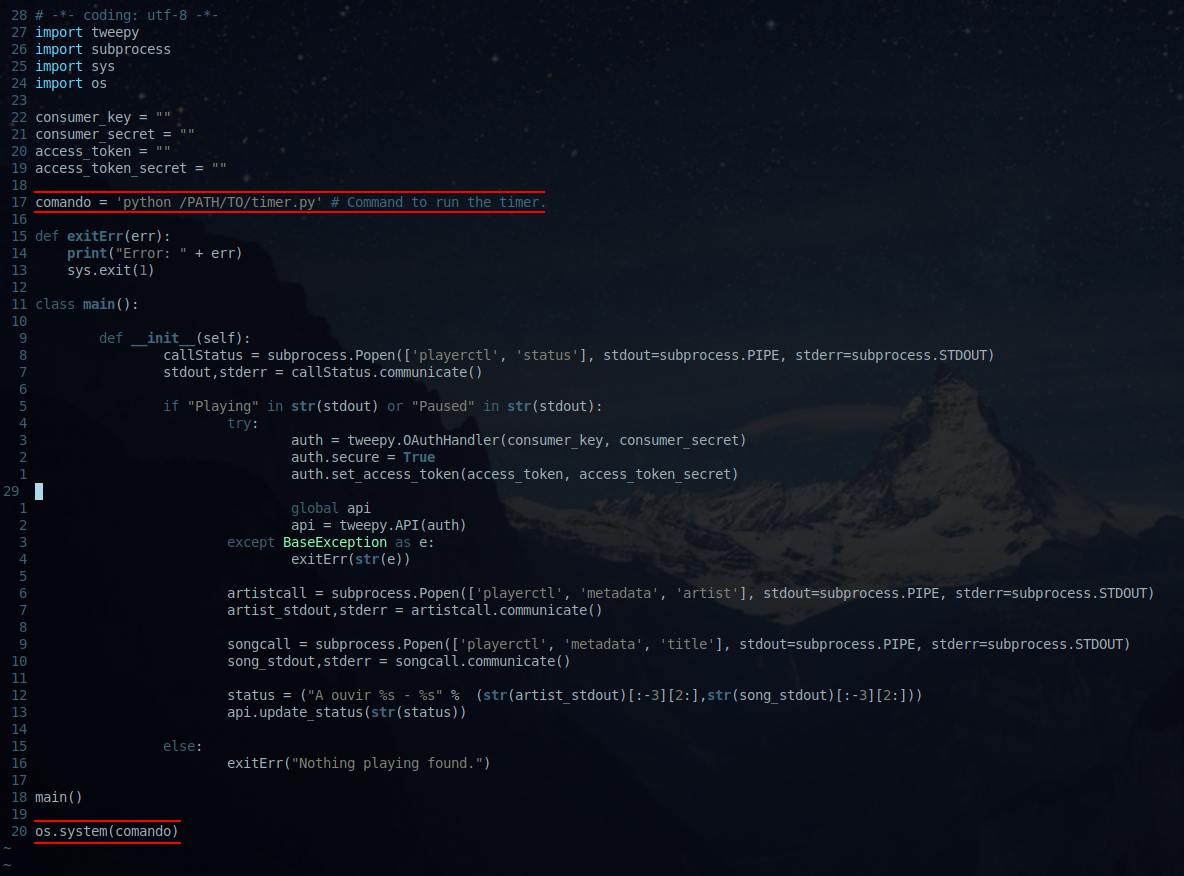 28 # -*- coding: utf-8 -*-
27 import tweepy
26 import subprocess
25 import sys
24 import os
23
22 consumer_key = ""
21 consumer_secret = ""
20 access_token = ""
19 access_token_secret = ""
18
17 comando = 'python /PATH/TO/timer.py' # Command to run the timer.
16
15 def exitErr(err):
14     print("Error: " + err)
13     sys.exit(1)
12
11 class main():
10
9         def __init__(self):
8                 callStatus = subprocess.Popen(['playerctl', 'status'], stdout=subprocess.PIPE, stderr=subprocess.STDOUT)
7                 stdout,stderr = callStatus.communicate()
6
5                 if "Playing" in str(stdout) or "Paused" in str(stdout):
4                         try:
3                                 auth = tweepy.OAuthHandler(consumer_key, consumer_secret)
2                                 auth.secure = True
1                                 auth.set_access_token(access_token, access_token_secret)
29
1                                 global api
2                                 api = tweepy.API(auth)
3                         except BaseException as e:
4                                 exitErr(str(e))
5
6                         artistcall = subprocess.Popen(['playerctl', 'metadata', 'artist'], stdout=subprocess.PIPE, stderr=subprocess.STDOUT)
7                         artist_stdout,stderr = artistcall.communicate()
8
9                         songcall = subprocess.Popen(['playerctl', 'metadata', 'title'], stdout=subprocess.PIPE, stderr=subprocess.STDOUT)
10                         song_stdout,stderr = songcall.communicate()
11
12                         status = ("A ouvir %s - %s" %  (str(artist_stdout)[:-3][2:],str(song_stdout)[:-3][2:]))
13                         api.update_status(str(status))
14
15                 else:
16                         exitErr("Nothing playing found.")
17
18 main()
19
20 os.system(comando)
~
~